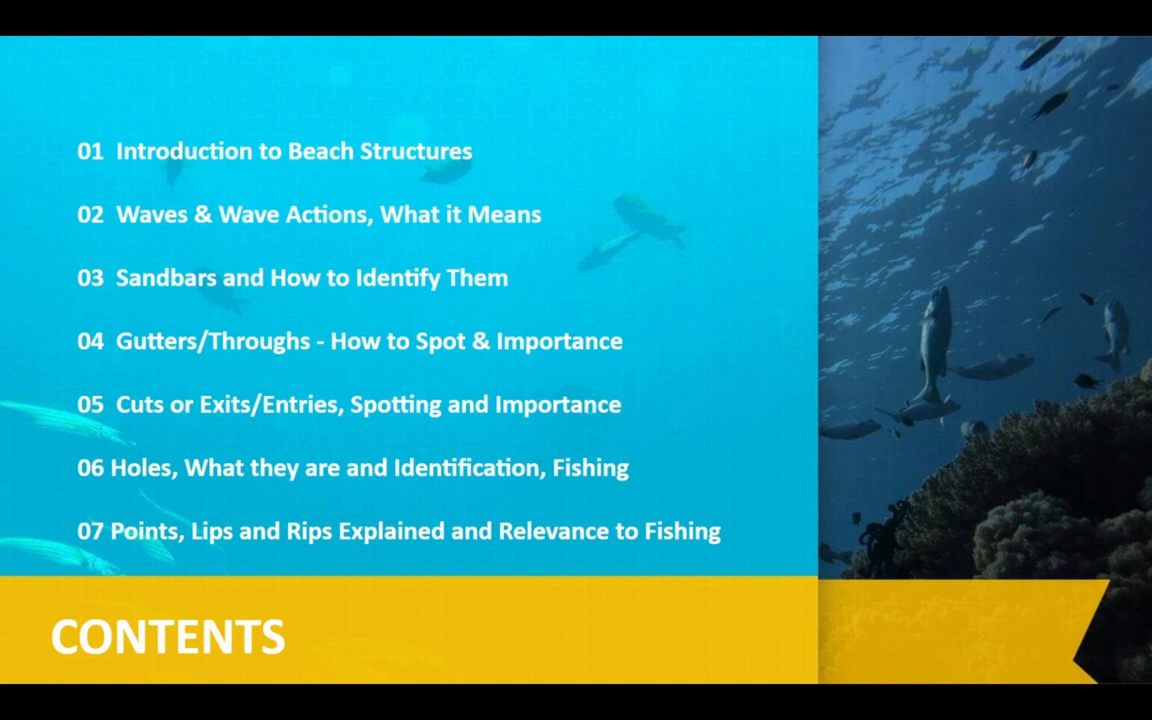 01 Introduction to Beach Structures
02 Waves & Wave Actions, What it Means
03 Sandbars and How to Identify Them
04 Gutters/Throughs - How to Spot & Importance
05 Cuts or Exits/Entries, Spotting and Importance
06 Holes, What they are and Identification, Fishing
07 Points, Lips and Rips Explained and Relevance to Fishing
CONTENTS